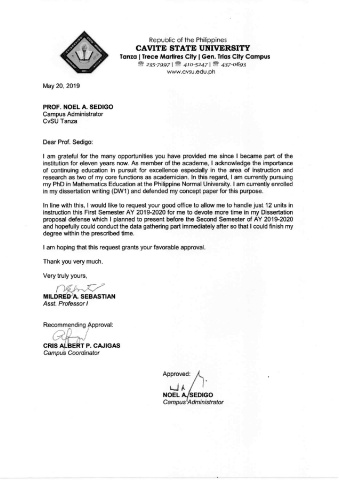 Republic of the Philippines
CAVITE STATE UNIVERSITY
Tanza | Trece Martires City | Gen. Trias City Campus
☎ 235-7997 | ☎ 410-5247 | ☎ 437-0693
www.cvsu.edu.ph
May 20, 2019
PROF. NOEL A. SEDIGO
Campus Administrator
CvSU Tanza
Dear Prof. Sedigo:
I am grateful for the many opportunities you have provided me since I became part of the
institution for eleven years now. As member of the academe, I acknowledge the importance
of continuing education in pursuit for excellence especially in the area of instruction and
research as two of my core functions as academician. In this regard, I am currently pursuing
my PhD in Mathematics Education at the Philippine Normal University. I am currently enrolled
in my dissertation writing (DW1) and defended my concept paper for this purpose.
In line with this, I would like to request your good office to allow me to handle just 12 units in
instruction this First Semester AY 2019-2020 for me to devote more time in my Dissertation
proposal defense which I planned to present before the Second Semester of AY 2019-2020
and hopefully could conduct the data gathering part immediately after so that I could finish my
degree within the prescribed time.
I am hoping that this request grants your favorable approval.
Thank you very much.
Very truly yours,
MILDRED A. SEBASTIAN
Asst. Professor I
Recommending Approval:
CRIS ALBERT P. CAJIGAS
Campus Coordinator
Approved:
NOEL A. SEDIGO
Campus Administrator